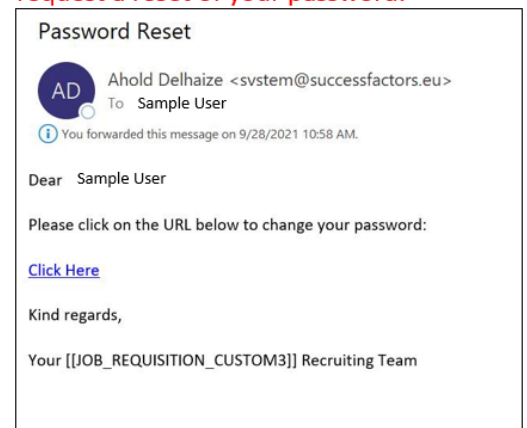 request a reset of your password.
Password Reset
AD
Ahold Delhaize <svstem@successfactors.eu>
To Sample User
You forwarded this message on 9/28/2021 10:58 AM.
Dear Sample User
Please click on the URL below to change your password:
Click Here
Kind regards,
Your [[JOB_REQUISITION_CUSTOM3]] Recruiting Team